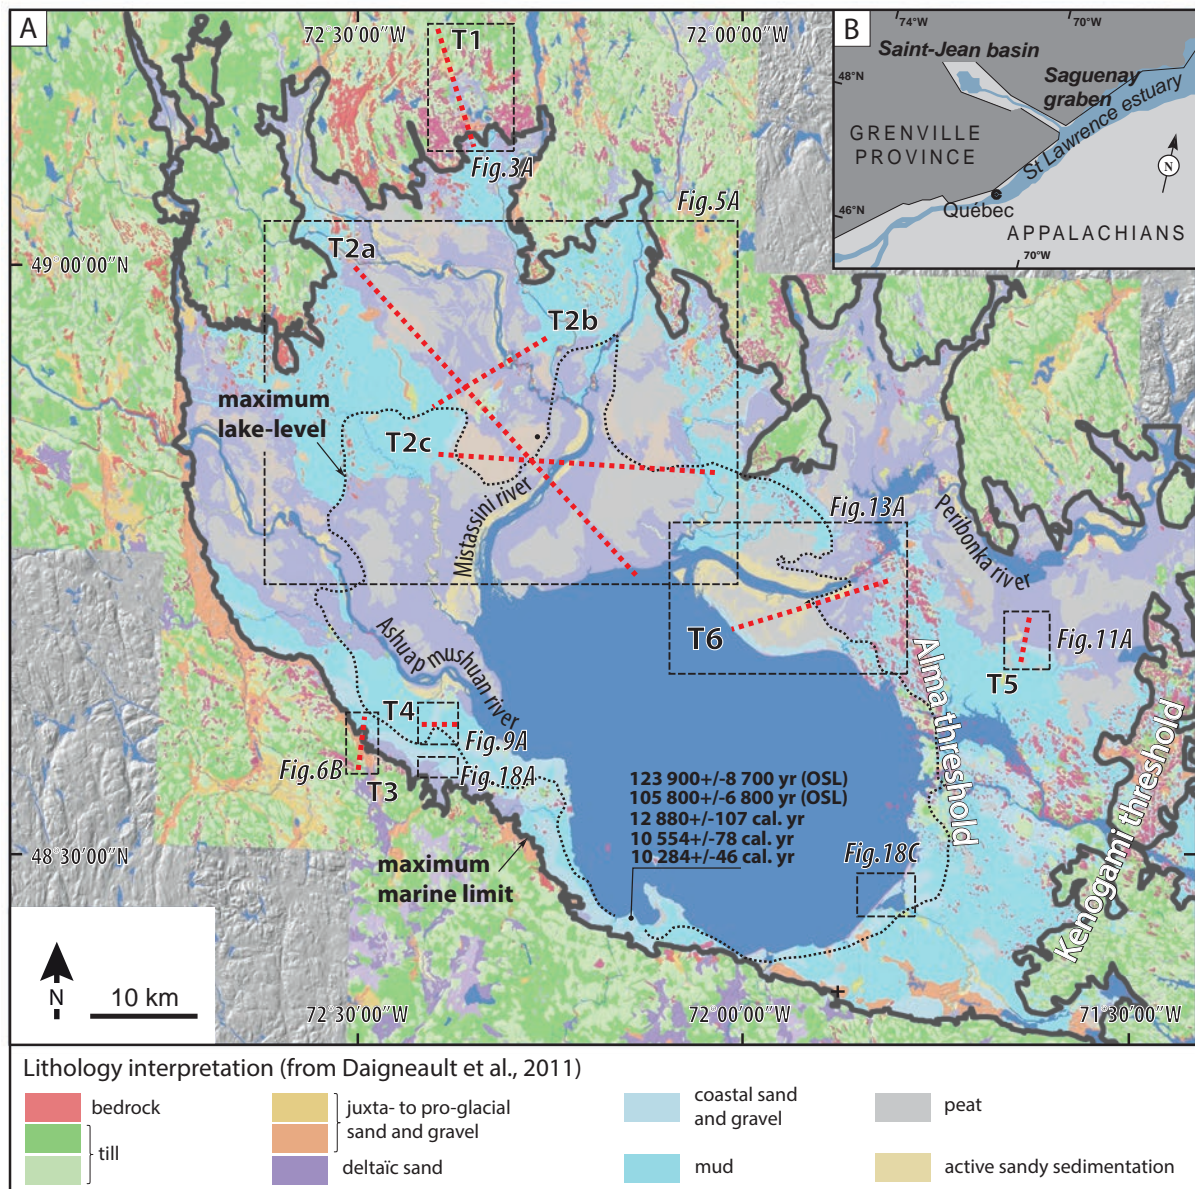 A
72°30'00"W
T1
72°00'00"W
Fig.3A
Fig.5A
T2a
49°00'00"N
T2b
maximum
lake-level
T2c
Mistassini river
Fig.13A
Peribonka river
T6
Fig.11A
T5
Ashuap mushuan river
T4
Fig.9A
Fig.6B
Fig.18A
T3
Alma threshold
Kenogami threshold
123 900+/-8 700 yr (OSL)
105 800+/-6 800 yr (OSL)
12 880+/-107 cal. yr
10 554+/-78 cal. yr
10 284+/-46 cal. yr
48°30'00"N
maximum
marine limit
Fig.18C
N
10 km
72°30'00"W
72°00'00"W
71°30'00"W
B
74°W
70°W
Saint-Jean basin
48°N
Saguenay
graben
GRENVILLE
PROVINCE
St Lawrence estuary
N
46°N
Québec
APPALACHIANS
70°W
Lithology interpretation (from Daigneault et al., 2011)
bedrock
till
juxta- to pro-glacial
sand and gravel
deltaïc sand
coastal sand
and gravel
mud
peat
active sandy sedimentation